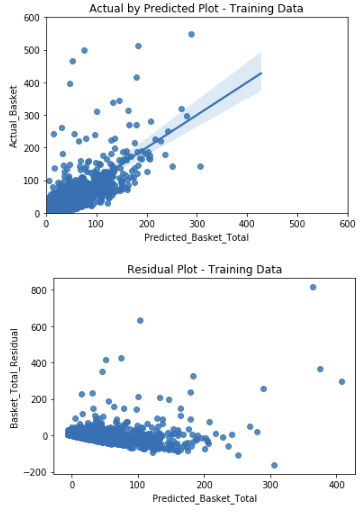 Actual by Predicted Plot - Training Data
600
500
400
300
200
100
0
Actual_Basket
0 100 200 300 400 500 600
Predicted_Basket_Total
Residual Plot - Training Data
800
600
400
200
0
−200
Basket_Total_Residual
0 100 200 300 400
Predicted_Basket_Total